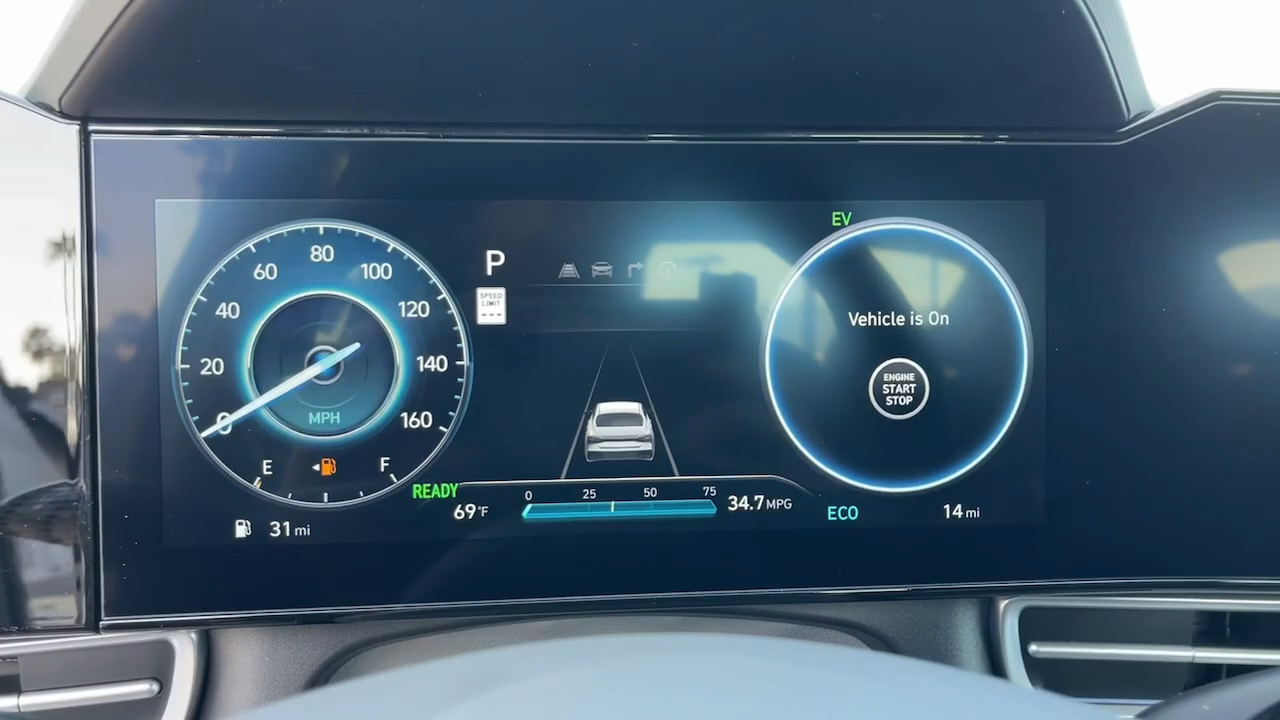 EV
80
60
100
P
40
120
SPEED
LIMIT
---
Vehicle is On
20
140
ENGINE
START
STOP
0
MPH
160
E
F
READY
0
25
50
75
69°F
34.7 MPG
ECO
14 mi
31 mi